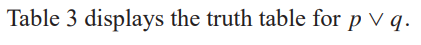 Table 3 displays the truth table for p ∨ q.